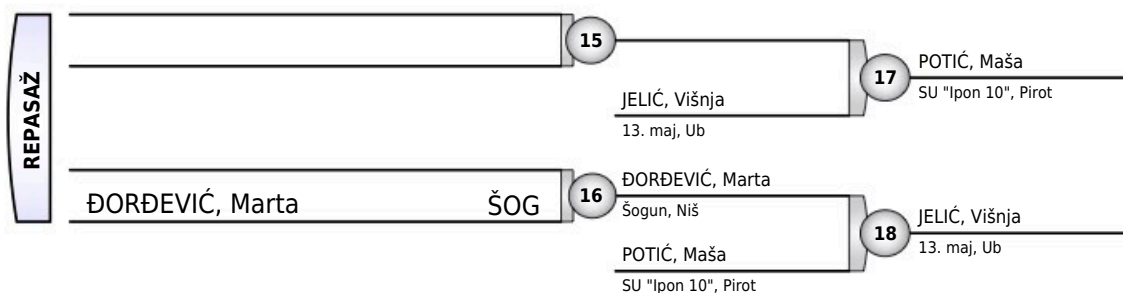 REPASAŽ
15
JELIĆ, Višnja
13. maj, Ub
17
POTIĆ, Maša
SU "Ipon 10", Pirot
ĐORĐEVIĆ, Marta ŠOG
16
ĐORĐEVIĆ, Marta
Šogun, Niš
POTIĆ, Maša
SU "Ipon 10", Pirot
18
JELIĆ, Višnja
13. maj, Ub